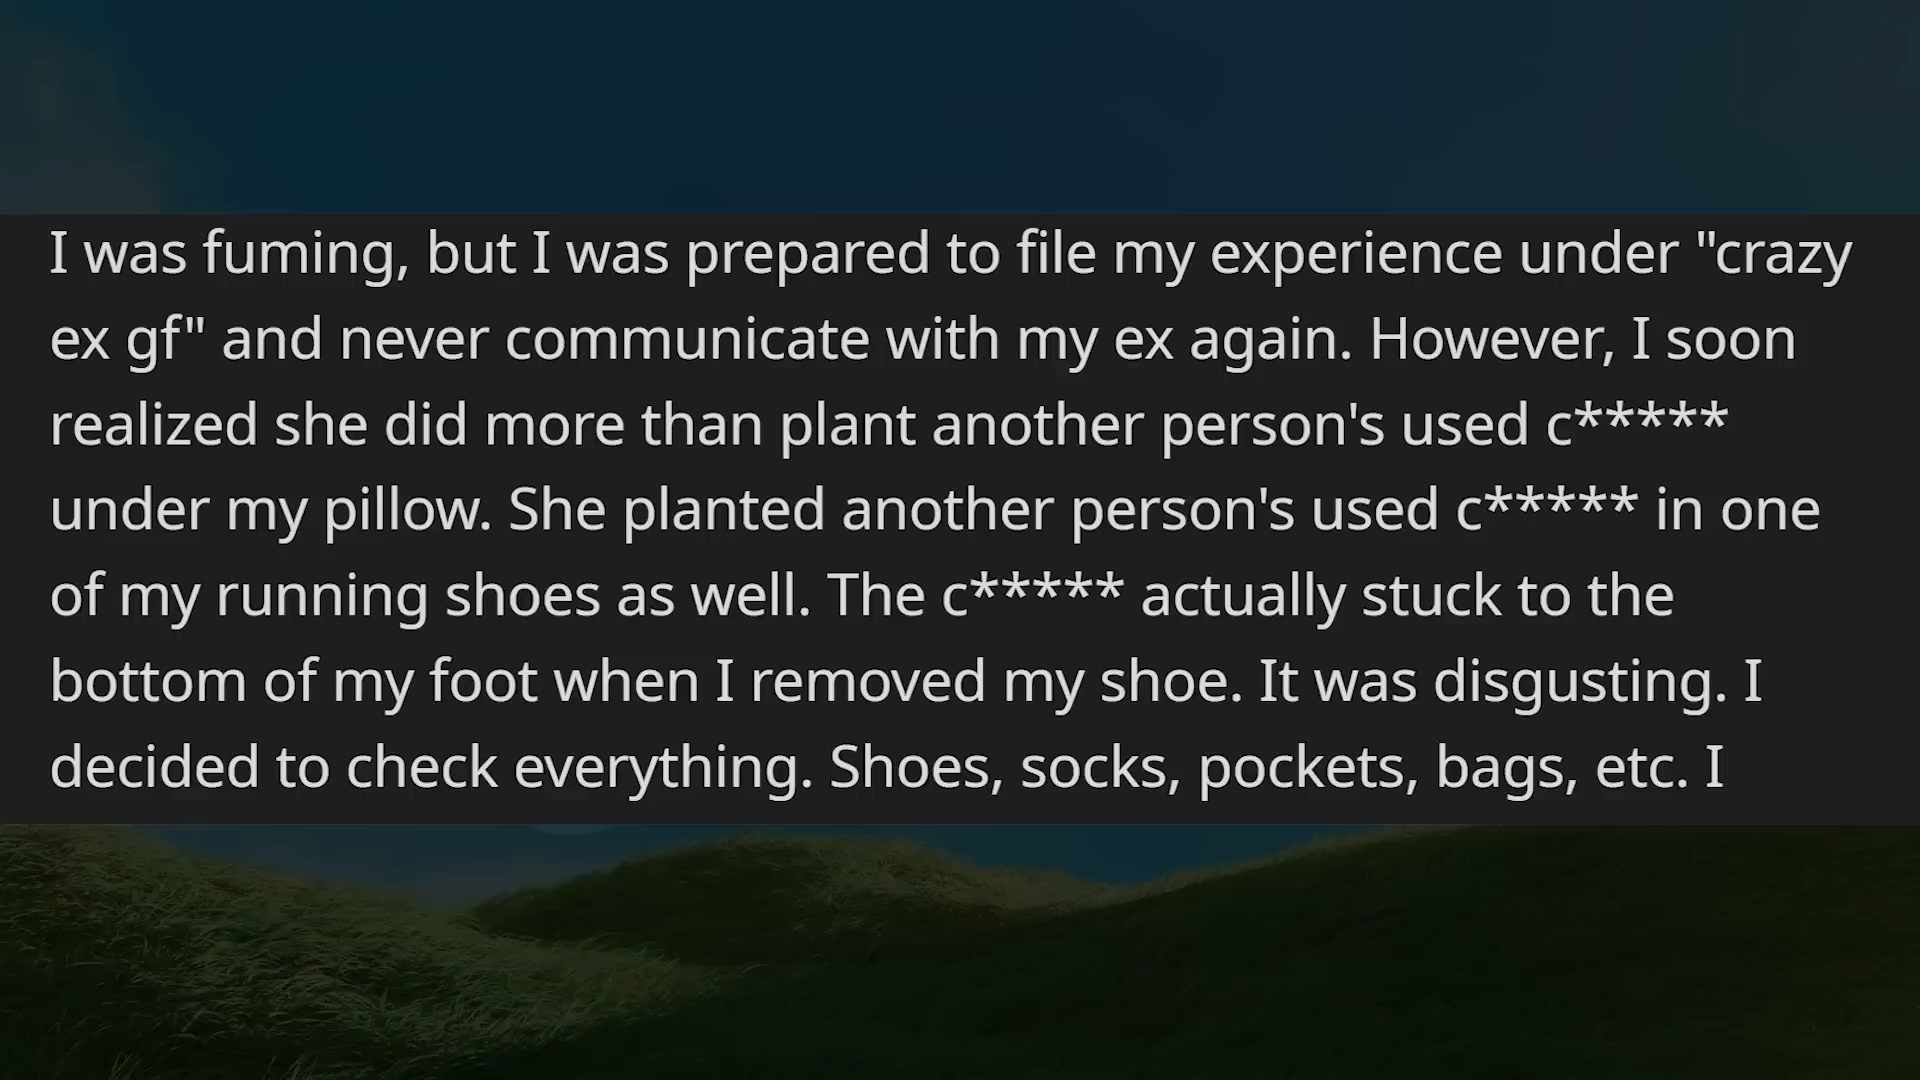 I was fuming, but I was prepared to file my experience under "crazy
ex gf" and never communicate with my ex again. However, I soon
realized she did more than plant another person's used c*****
under my pillow. She planted another person's used c***** in one
of my running shoes as well. The c***** actually stuck to the
bottom of my foot when I removed my shoe. It was disgusting. I
decided to check everything. Shoes, socks, pockets, bags, etc. I